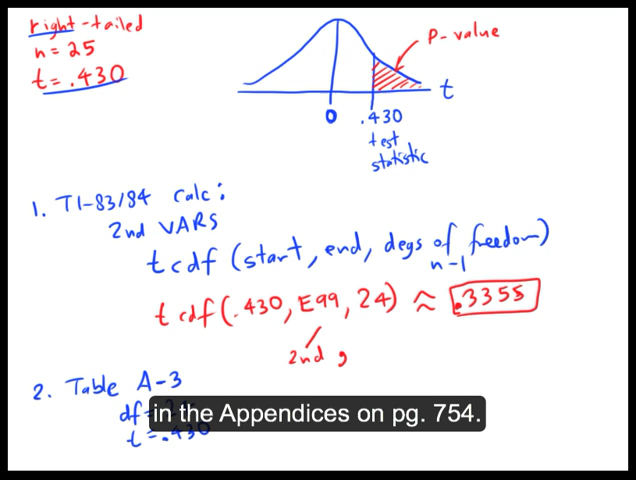 right-tailed
n = 25
t = .430
P-value
t
0
.430
test
statistic
1. TI-83/84 Calc:
2nd VARS
tcdf (start, end, degs of freedom)
n-1
tcdf (.430, E99, 24) ≈ .3355
2nd ,
2. Table A-3
in the Appendices on pg. 754.
t = .430